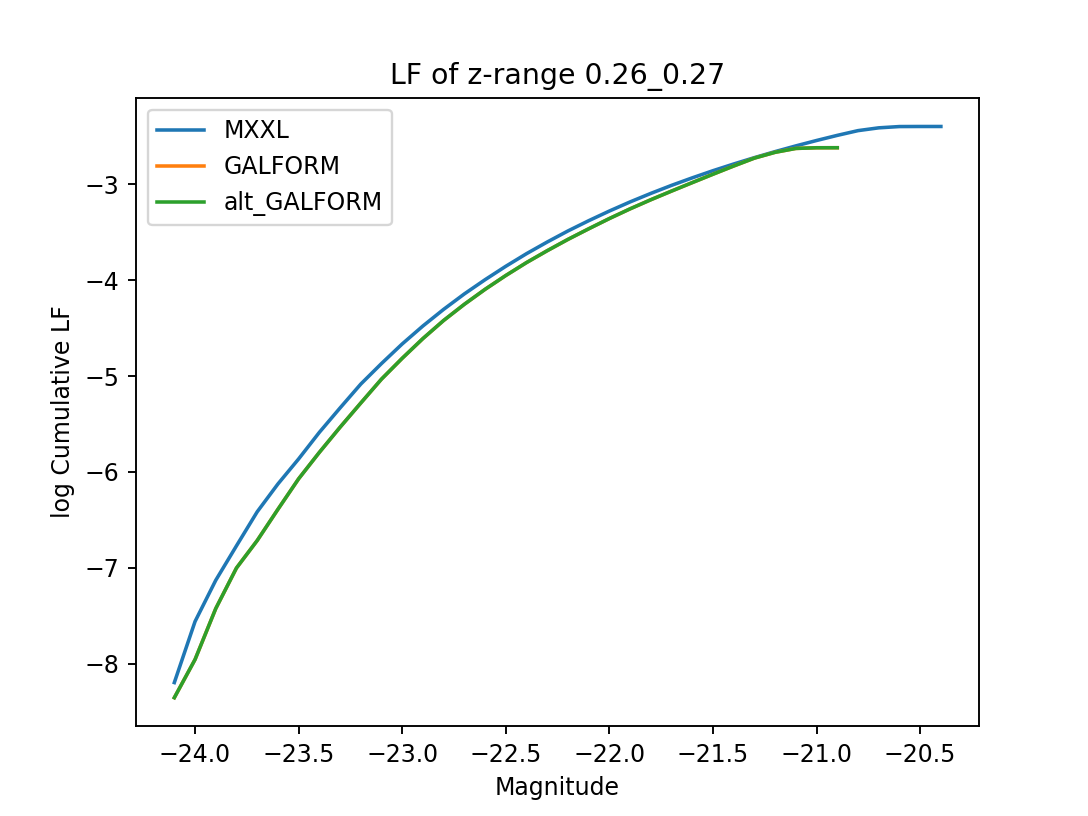 LF of z-range 0.26_0.27
MXXL
GALFORM
alt_GALFORM
−3
−4
−5
−6
−7
−8
log Cumulative LF
−24.0 −23.5 −23.0 −22.5 −22.0 −21.5 −21.0 −20.5
Magnitude